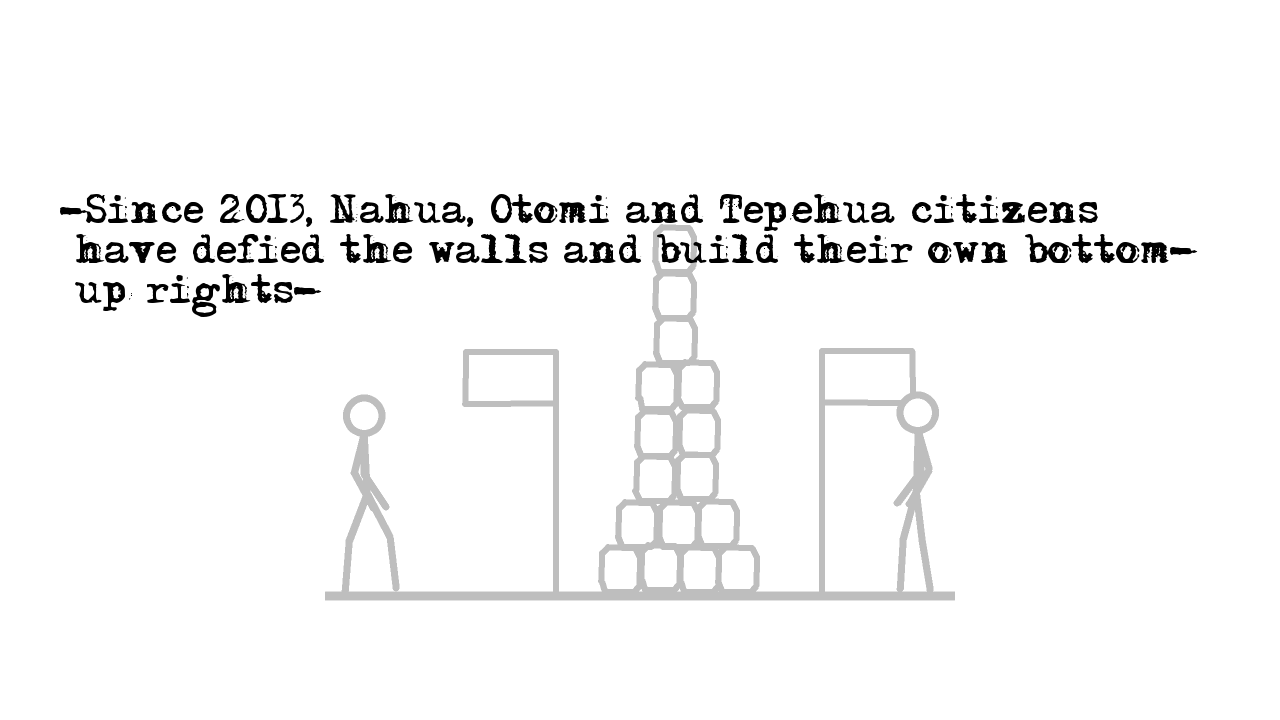 -Since 2013, Nahua, Otomi and Tepehua citizens
have defied the walls and build their own bottom-
up rights-